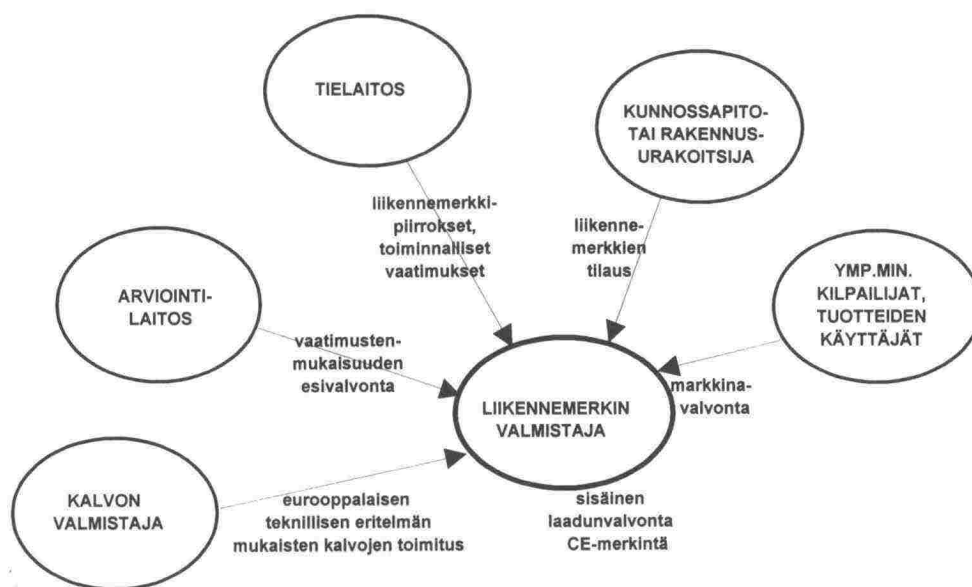 TIELAITOS
KUNNOSSAPITO-
TAI RAKENNUS-
URAKOITSIJA
liikennemerkki-
piirrokset,
toiminnalliset
vaatimukset
liikenne-
merkkien
tilaus
ARVIOINTI-
LAITOS
YMP.MIN.
KILPAILIJAT,
TUOTTEIDEN
KÄYTTÄJÄT
vaatimusten-
mukaisuuden
esivalvonta
markkina-
valvonta
LIIKENNEMERKIN
VALMISTAJA
KALVON
VALMISTAJA
eurooppalaisen
teknillisen eritelmän
mukaisten kalvojen toimitus
sisäinen
laadunvalvonta
CE-merkintä